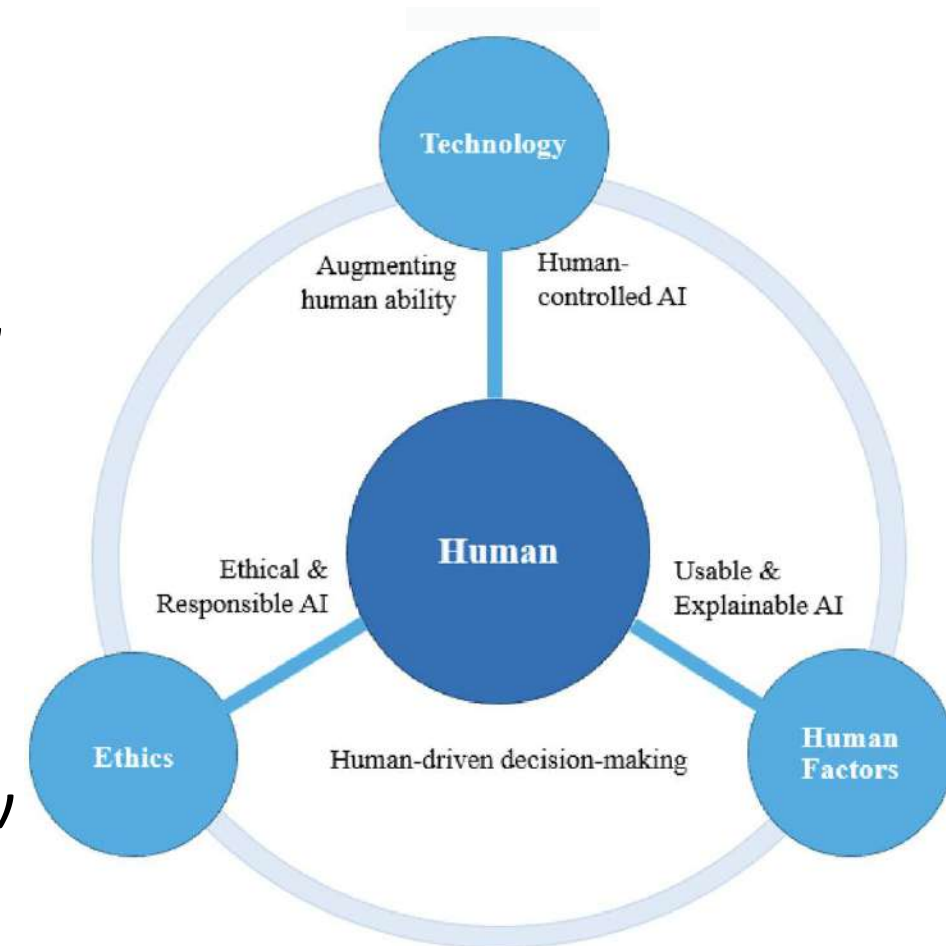 Technology
Augmenting
human ability
Human-
controlled AI
Human
Ethical &
Responsible AI
Usable &
Explainable AI
Ethics
Human-driven decision-making
Human
Factors